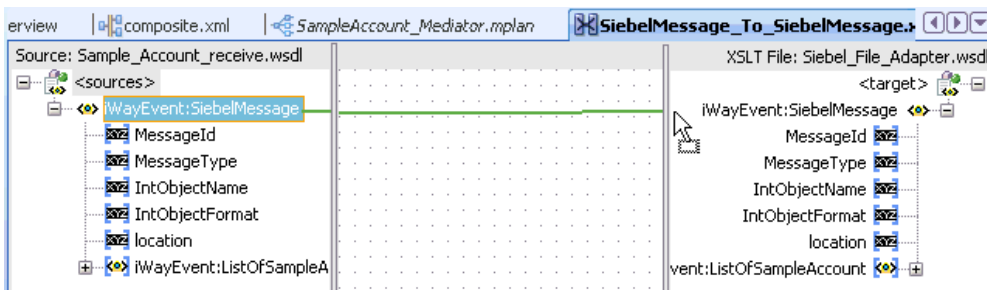 erview composite.xml SampleAccount_Mediator.mplan SiebelMessage_To_SiebelMessage.x
Source: Sample_Account_receive.wsdl XSLT File: Siebel_File_Adapter.wsdl
<sources> <target>
iWayEvent:SiebelMessage iWayEvent:SiebelMessage
MessageId MessageId
MessageType MessageType
IntObjectName IntObjectName
IntObjectFormat IntObjectFormat
location location
iWayEvent:ListOfSampleA vent:ListOfSampleAccount